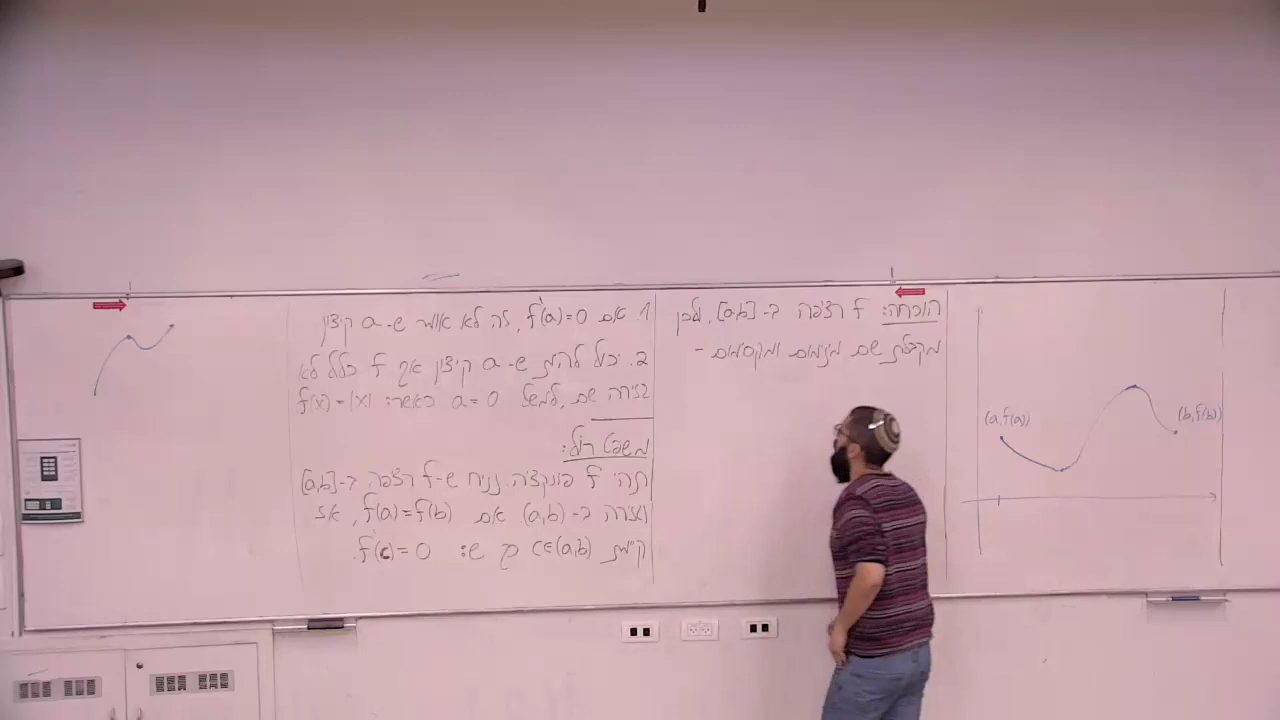 1. אם f'(a)=0, זה לא אומר ש-a קיצון
2. יכול להיות ש-a קיצון אך f כלל לא
גזירה שם, למשל a=0 כאשר: f(x)=|x|
משפט רול:
תהי f פונקציה. נניח ש-f רציפה ב-[a,b]
וגזירה ב-(a,b). אם f(a)=f(b), אז
קיימת c∈(a,b) כך ש: f'(c)=0.
הוכחה: f רציפה ב-[a,b], ולכן
מקבלת שם מינימום ומקסימום -
(a,f(a))
(b,f(b))